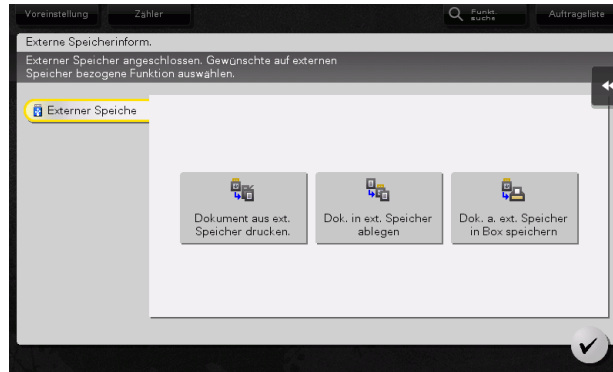 Voreinstellung
Zähler
Funkt.
suche
Auftragsliste
Externe Speicherinform.
Externer Speicher angeschlossen. Gewünschte auf externen
Speicher bezogene Funktion auswählen.
Externer Speiche
Dokument aus ext.
Speicher drucken.
Dok. in ext. Speicher
ablegen
Dok. a. ext. Speicher
in Box speichern